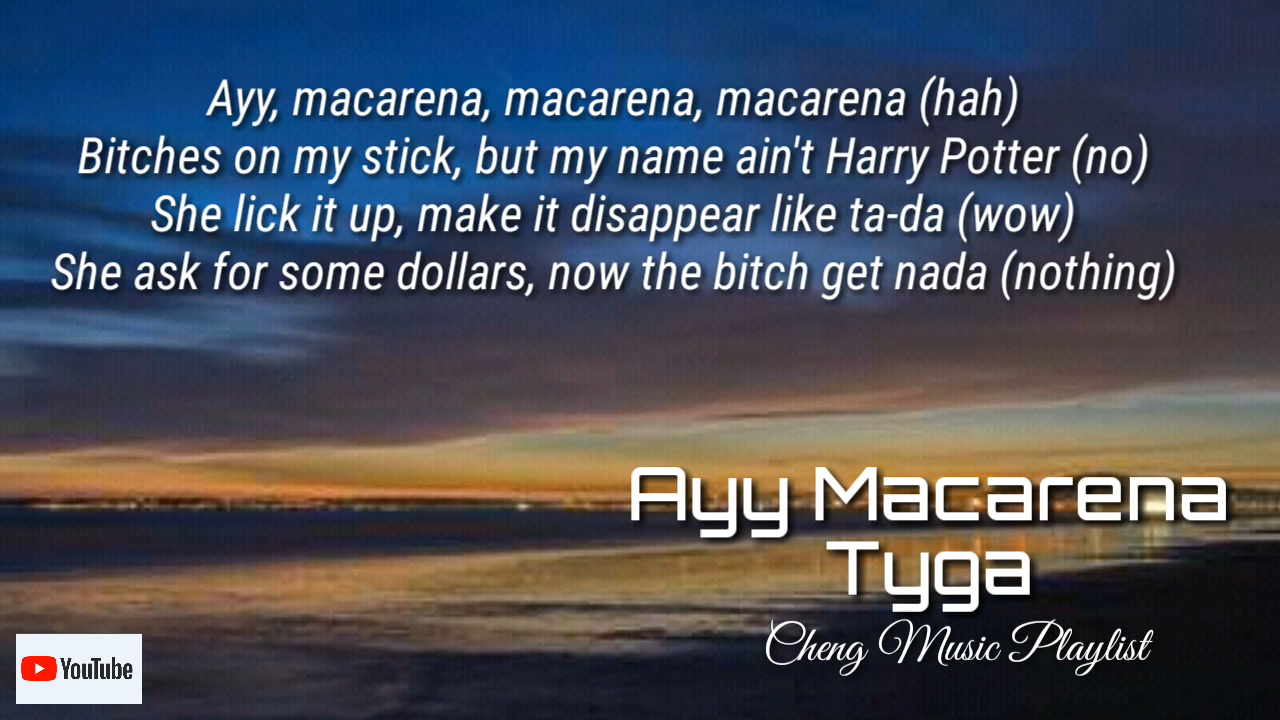 Ayy, macarena, macarena, macarena (hah)
Bitches on my stick, but my name ain't Harry Potter (no)
She lick it up, make it disappear like ta-da (wow)
She ask for some dollars, now the bitch get nada (nothing)
Ayy Macarena
Tyga
Cheng Music Playlist
YouTube